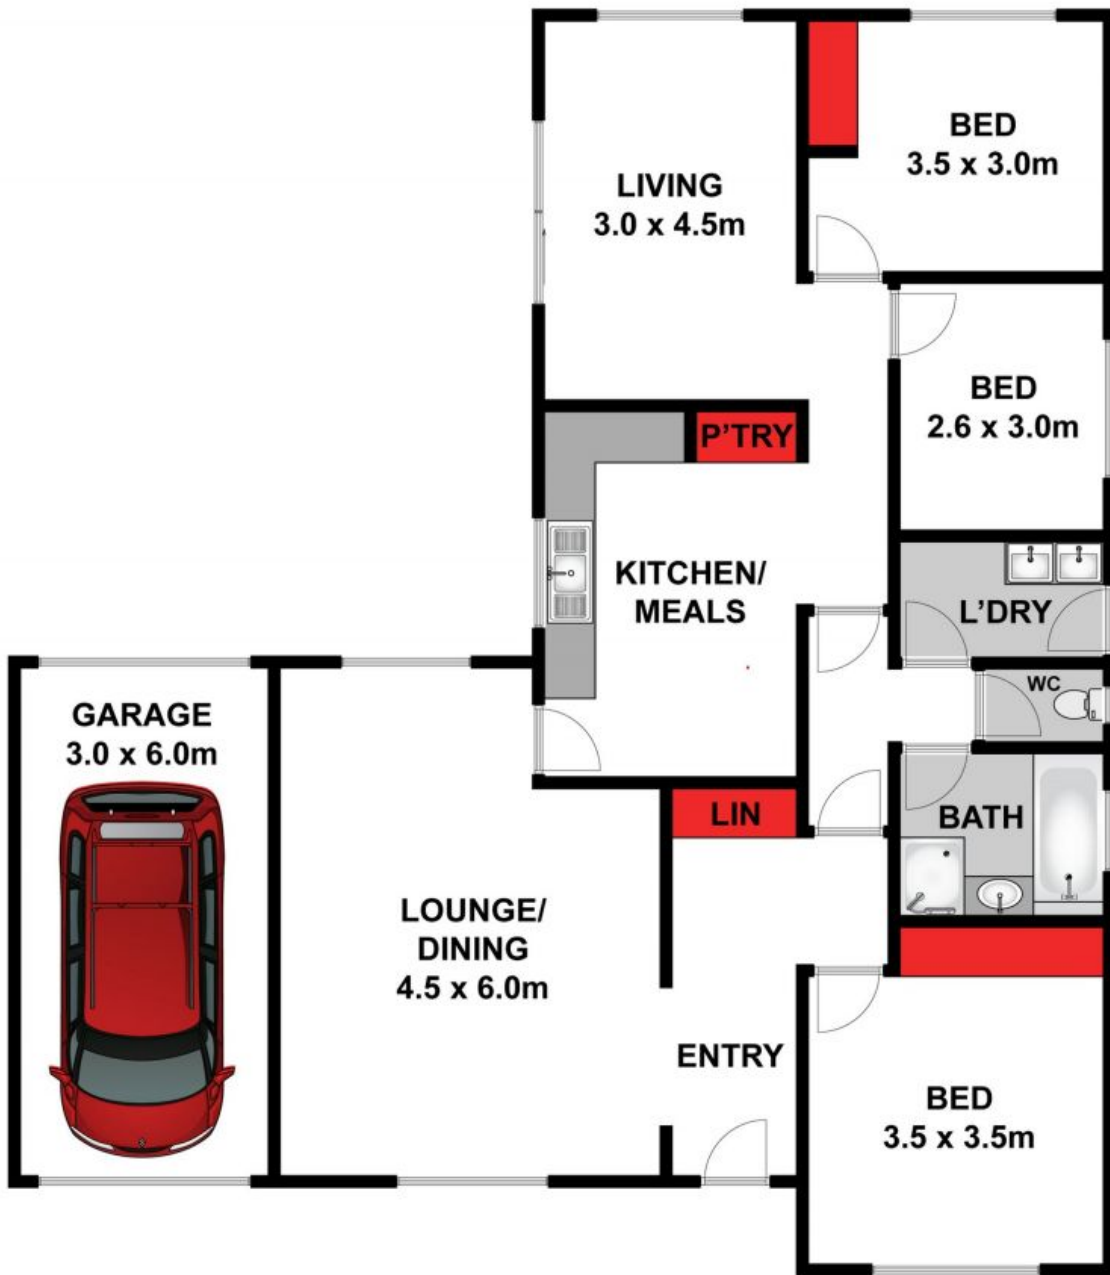 BED
3.5 x 3.0m
LIVING
3.0 x 4.5m
BED
2.6 x 3.0m
P'TRY
KITCHEN/
MEALS
L'DRY
WC
GARAGE
3.0 x 6.0m
LIN
BATH
LOUNGE/
DINING
4.5 x 6.0m
ENTRY
BED
3.5 x 3.5m